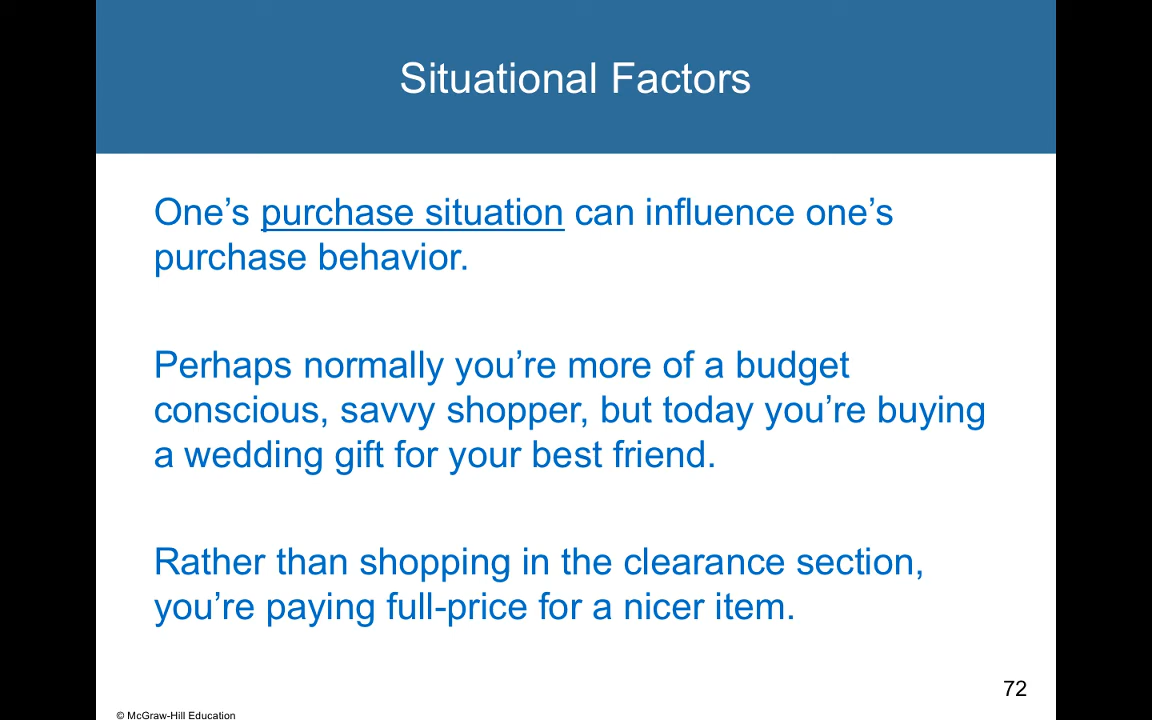 Situational Factors
One’s purchase situation can influence one’s
purchase behavior.
Perhaps normally you’re more of a budget
conscious, savvy shopper, but today you’re buying
a wedding gift for your best friend.
Rather than shopping in the clearance section,
you’re paying full-price for a nicer item.
72
© McGraw-Hill Education